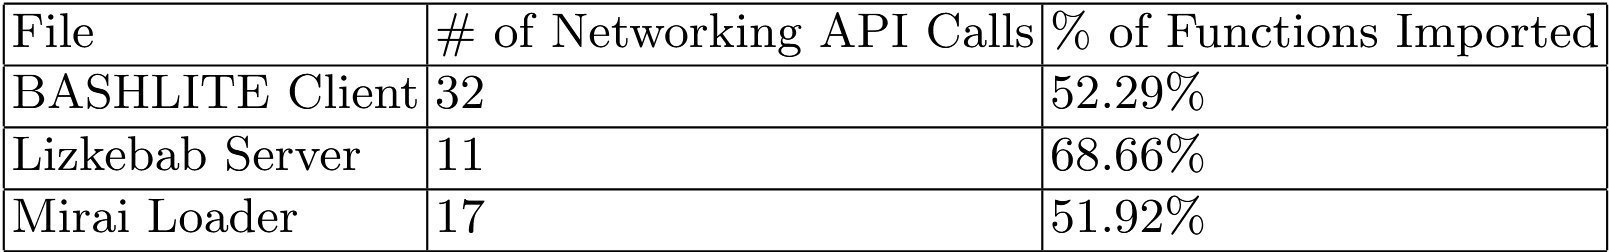 File # of Networking API Calls % of Functions Imported
BASHLITE Client 32 52.29%
Lizkebab Server 11 68.66%
Mirai Loader 17 51.92%